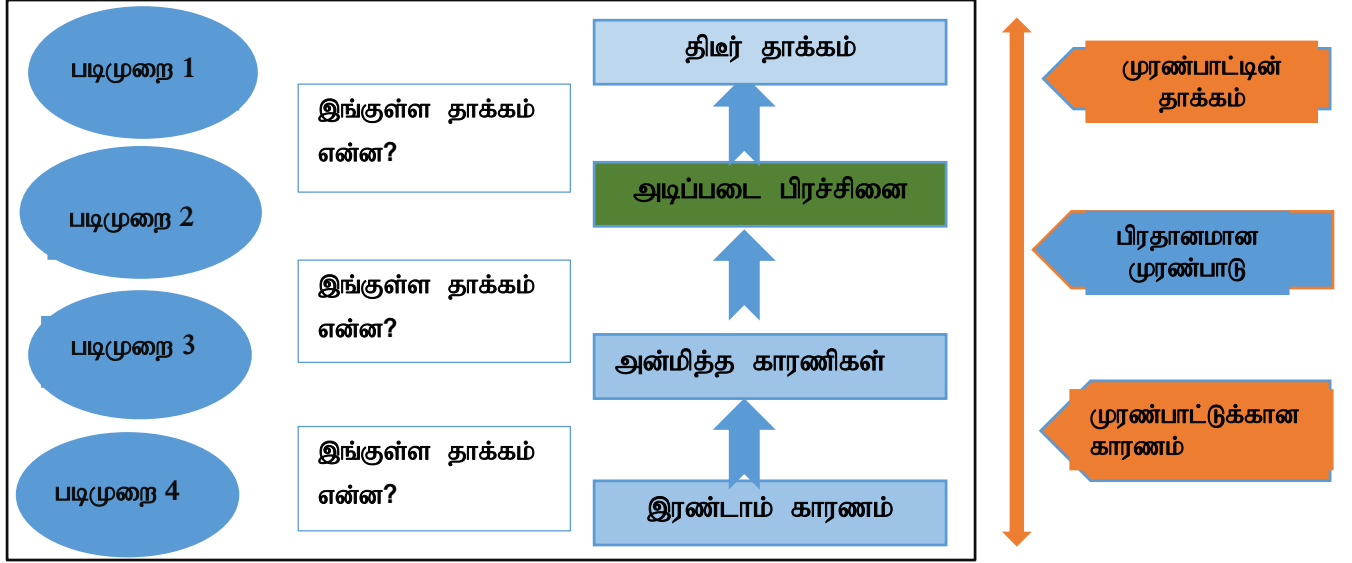 படிமுறை 1
திடீர் தாக்கம்
முரண்பாட்டின்
தாக்கம்
இங்குள்ள தாக்கம்
என்ன?
படிமுறை 2
அடிப்படை பிரச்சினை
பிரதானமான
முரண்பாடு
இங்குள்ள தாக்கம்
என்ன?
படிமுறை 3
அன்மித்த காரணிகள்
முரண்பாட்டுக்கான
காரணம்
இங்குள்ள தாக்கம்
என்ன?
படிமுறை 4
இரண்டாம் காரணம்